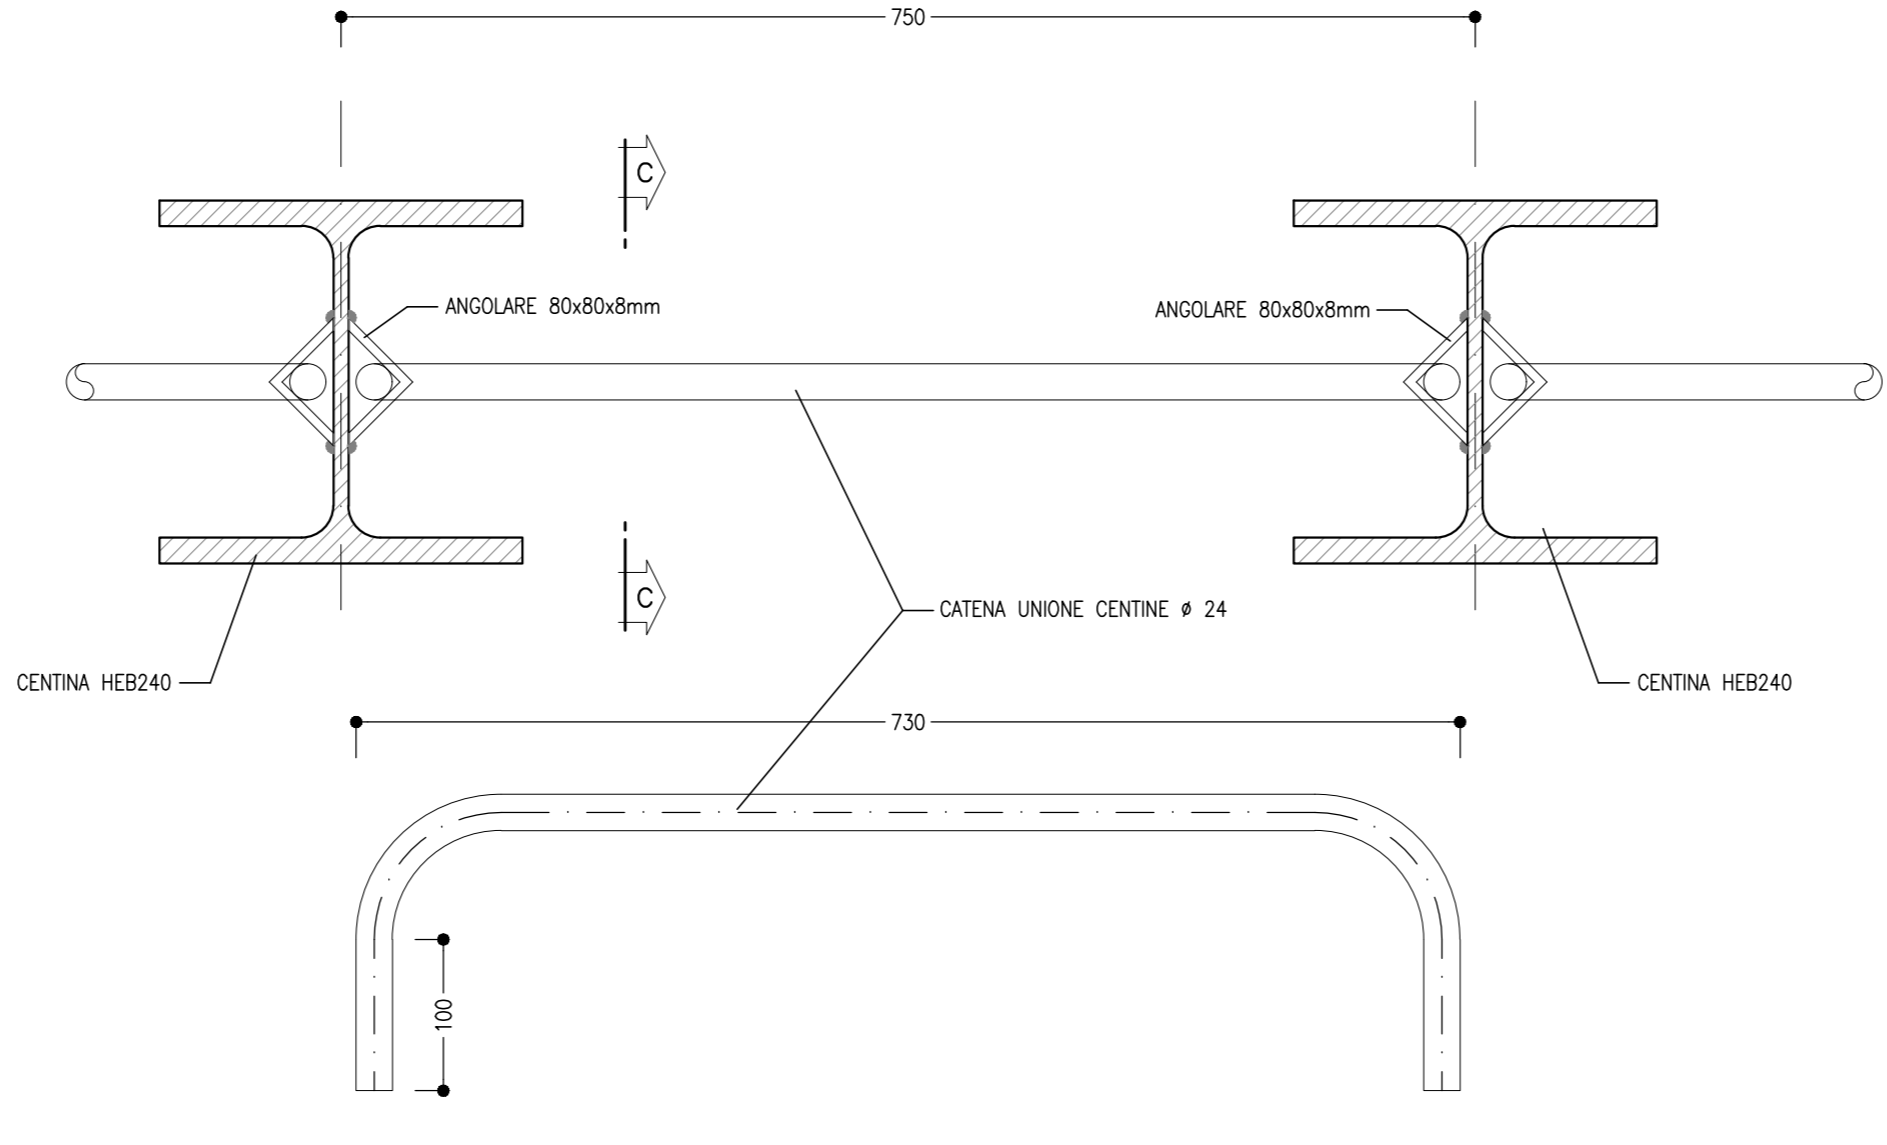 750
C
ANGOLARE 80x80x8mm
ANGOLARE 80x80x8mm
C
CATENA UNIONE CENTINE ø 24
CENTINA HEB240
CENTINA HEB240
730
100